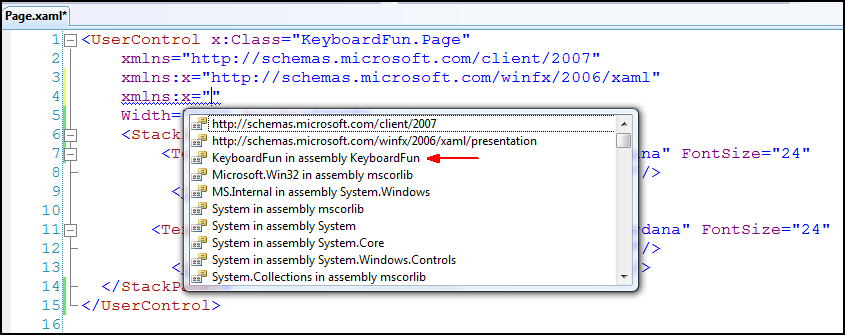 Page.xaml*
1 <UserControl x:Class="KeyboardFun.Page"
2 xmlns="http://schemas.microsoft.com/client/2007"
3 xmlns:x="http://schemas.microsoft.com/winfx/2006/xaml"
4 xmlns:x=""
5 Width=
6 <Stack
7 FontSize="24"
8 />
9
10
11 FontSize="24"
12 />
13
14
15 </UserControl>
16
http://schemas.microsoft.com/client/2007
http://schemas.microsoft.com/winfx/2006/xaml/presentation
KeyboardFun in assembly KeyboardFun
Microsoft.Win32 in assembly mscorlib
MS.Internal in assembly System.Windows
System in assembly mscorlib
System in assembly System
System in assembly System.Core
System in assembly System.Windows.Controls
System.Collections in assembly mscorlib